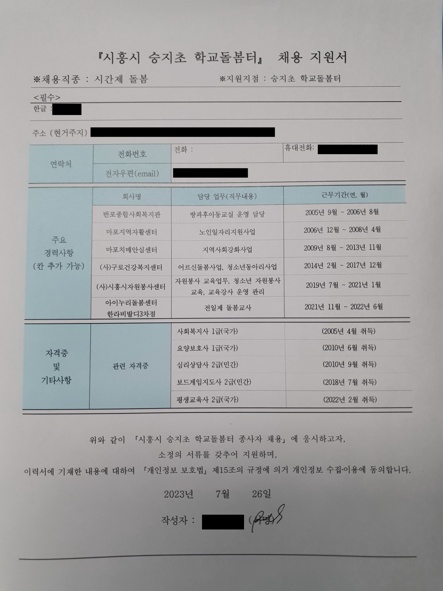 『시흥시 승지초 학교돌봄터』 채용 지원서
※채용직종 : 시간제 돌봄 ※지원지점 : 승지초 학교돌봄터
<필수>
한글 :
주소 (현거주지)
연락처 전화번호 전화 : 휴대전화:
전자우편(email)
주요
경력사항
(칸 추가 가능)
회사명 담당 업무(직무내용) 근무기간(연, 월)
반포종합사회복지관 방과후아동교실 운영 담당 2005년 9월 ~ 2006년 8월
마포지역자활센터 노인일자리지원사업 2006년 12월 ~ 2008년 4월
마포치매안심센터 지역사회강화사업 2009년 8월 ~ 2013년 11월
(사)구로건강복지센터 어르신돌봄사업, 청소년동아리사업 2014년 2월 ~ 2017년 12월
(사)시흥시자원봉사센터 자원봉사 교육업무, 청소년 자원봉사
교육, 교육강사 운영 관리 2019년 7월 ~ 2021년 1월
아이누리돌봄센터
한라비발디3차점 전일제 돌봄교사 2021년 11월 ~ 2022년 6월
자격증
및
기타사항
관련 자격증
사회복지사 1급(국가) (2005년 4월 취득)
요양보호사 1급(국가) (2010년 6월 취득)
심리상담사 2급(민간) (2010년 9월 취득)
보드게임지도사 2급(민간) (2018년 7월 취득)
평생교육사 2급(국가) (2022년 2월 취득)
위와 같이 「시흥시 승지초 학교돌봄터 종사자 채용」에 응시하고자,
소정의 서류를 갖추어 지원하며,
이력서에 기재한 내용에 대하여 「개인정보 보호법」제15조의 규정에 의거 개인정보 수집이용에 동의합니다.
2023년 7월 26일
작성자 : (